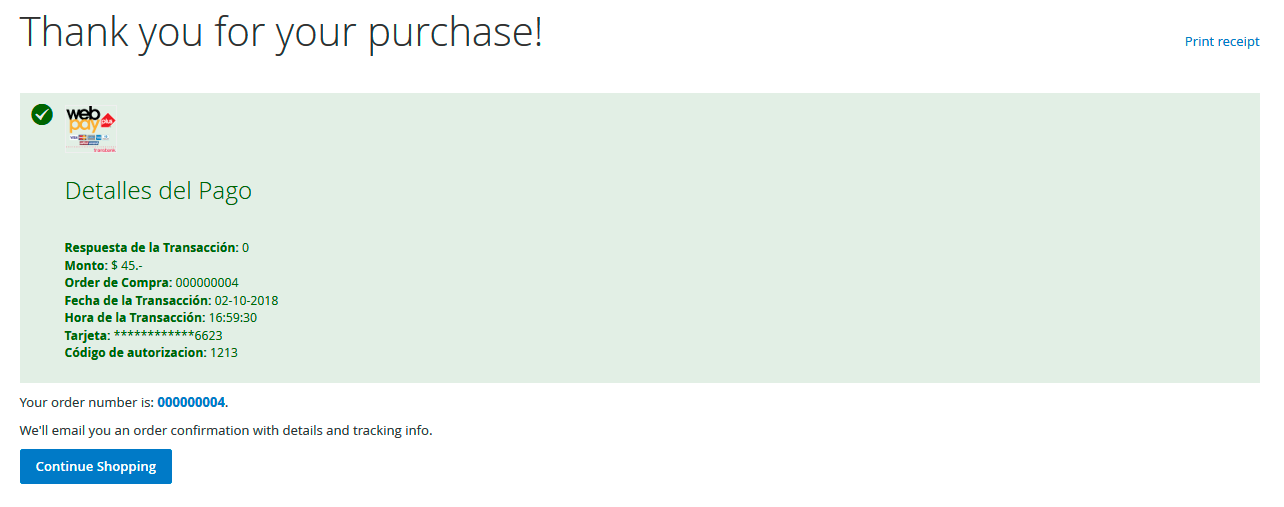 Thank you for your purchase!
Print receipt
web
pay plus
transbank.
Detalles del Pago
Respuesta de la Transacción: 0
Monto: $ 45.-
Order de Compra: 000000004
Fecha de la Transacción: 02-10-2018
Hora de la Transacción: 16:59:30
Tarjeta: ************6623
Código de autorizacion: 1213
Your order number is: 000000004.
We'll email you an order confirmation with details and tracking info.
Continue Shopping